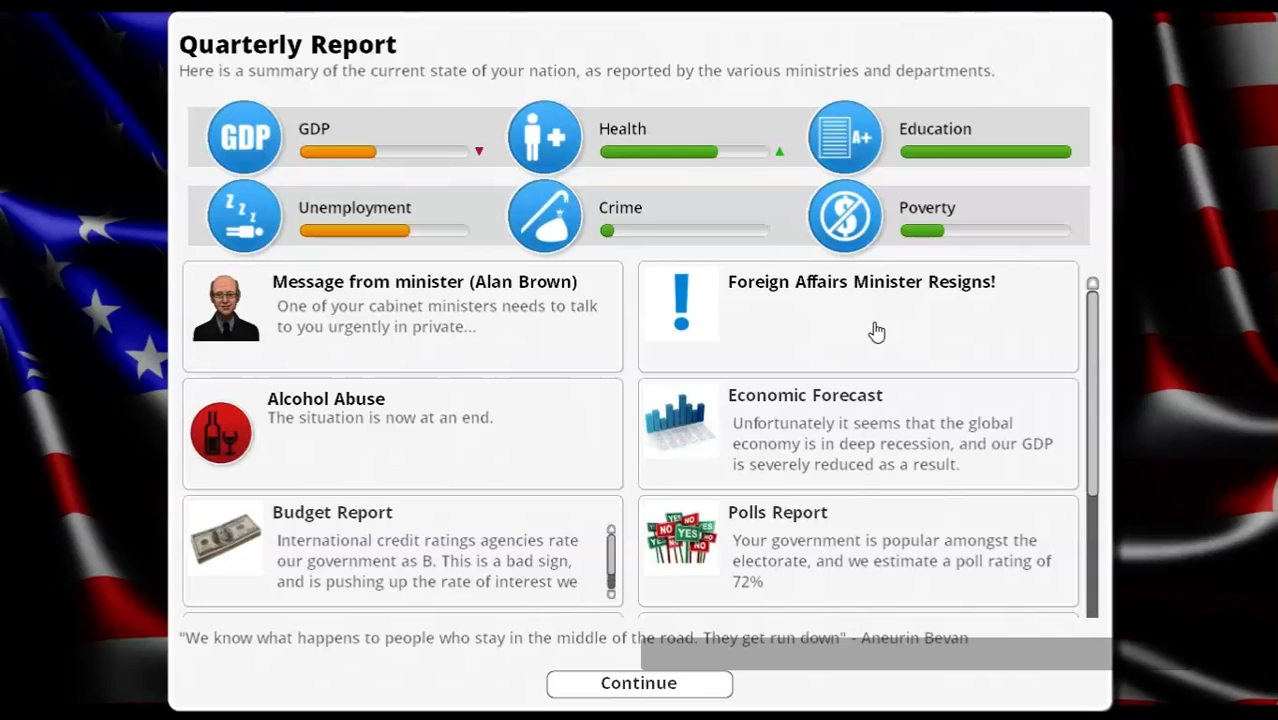 Quarterly Report
Here is a summary of the current state of your nation, as reported by the various ministries and departments.
GDP
GDP
Health
A+
Education
z z z
Unemployment
Crime
$
Poverty
Message from minister (Alan Brown)
One of your cabinet ministers needs to talk
to you urgently in private...
!
Foreign Affairs Minister Resigns!
Alcohol Abuse
The situation is now at an end.
Economic Forecast
Unfortunately it seems that the global
economy is in deep recession, and our GDP
is severely reduced as a result.
Budget Report
International credit ratings agencies rate
our government as B. This is a bad sign,
and is pushing up the rate of interest we
NO YES NO
Polls Report
Your government is popular amongst the
electorate, and we estimate a poll rating of
72%
"We know what happens to people who stay in the middle of the road. They get run down" - Aneurin Bevan
Continue